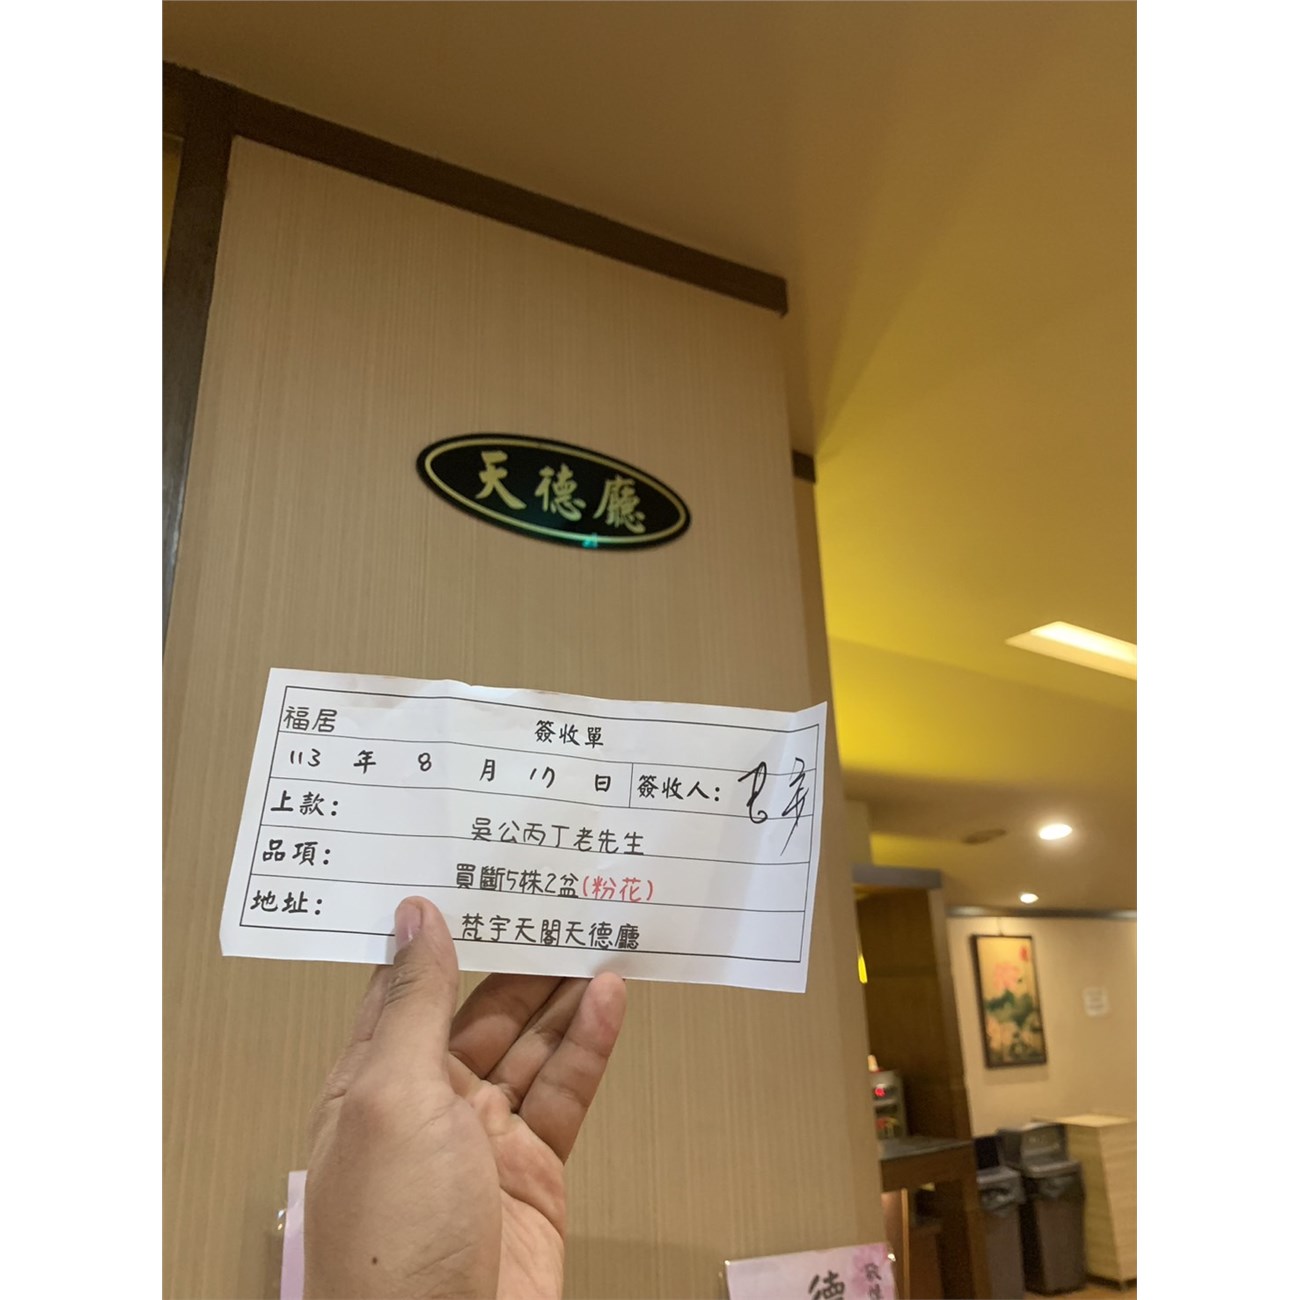 天德廳
福居 簽收單
113 年 8 月 17 日 簽收人:
上款: 吳公丙丁老先生
品項: 買斷5株2盆(粉花)
地址: 梵宇天閣天德廳
德